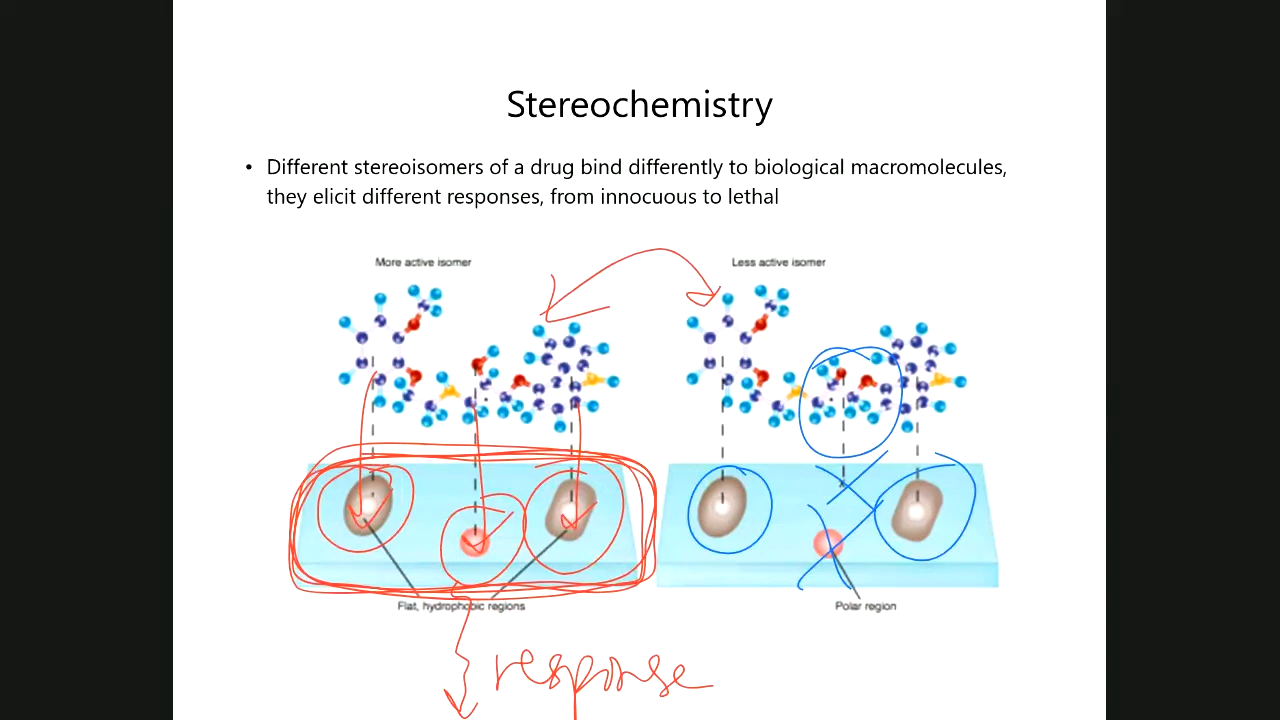 Stereochemistry
• Different stereoisomers of a drug bind differently to biological macromolecules,
they elicit different responses, from innocuous to lethal
More active isomer
Less active isomer
Flat, hydrophobic regions
Polar region
response